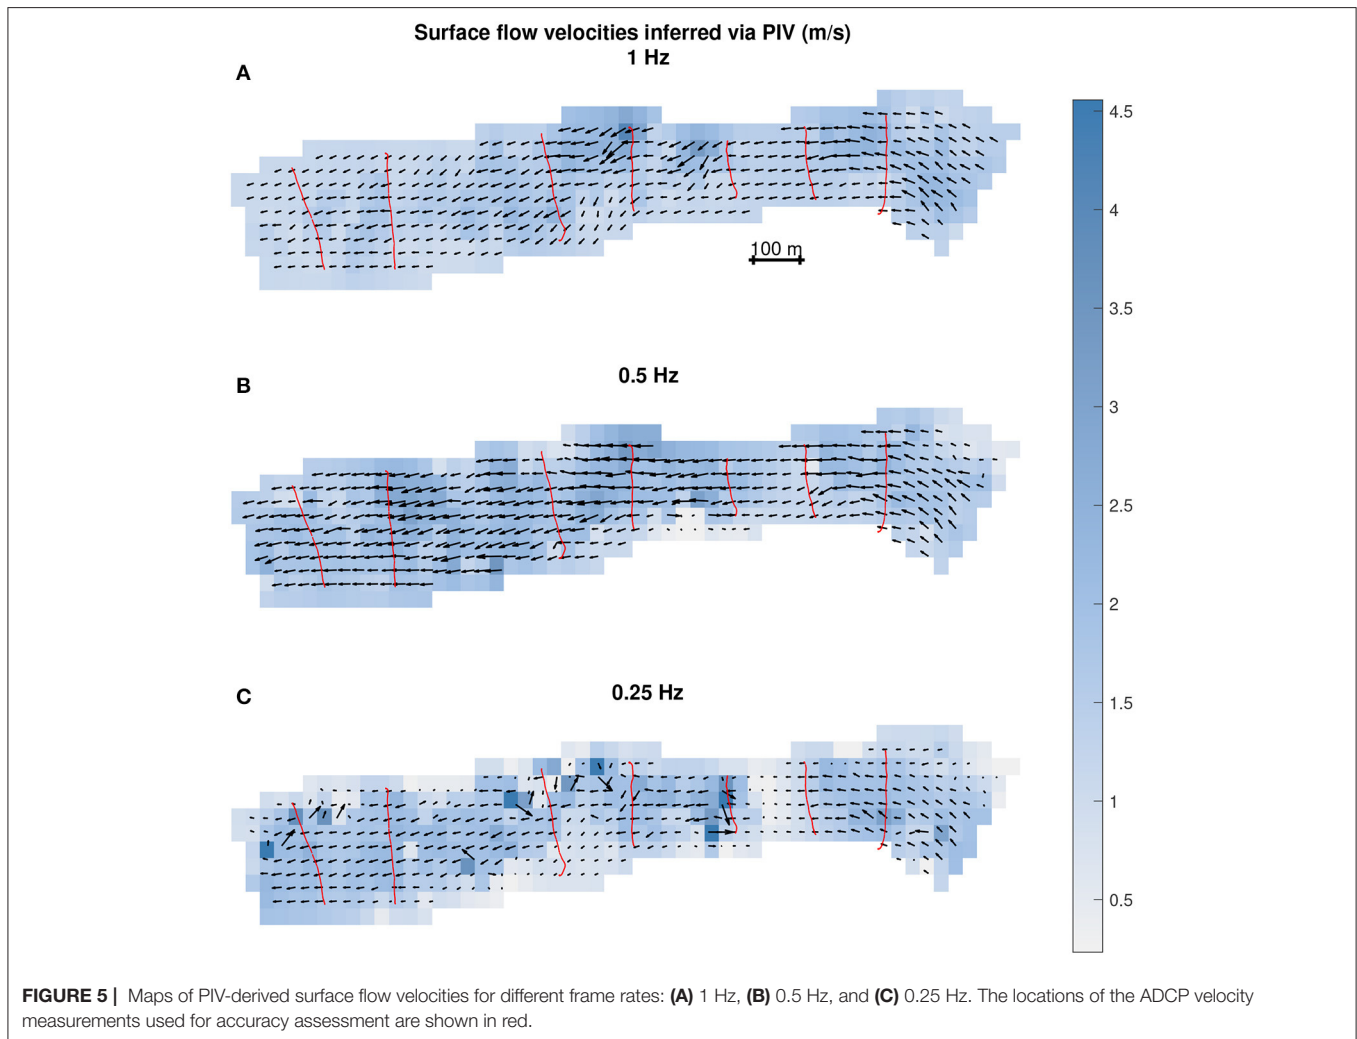 Surface flow velocities inferred via PIV (m/s)
1 Hz
A
100 m
0.5 Hz
B
0.25 Hz
C
4.5
4
3.5
3
2.5
2
1.5
1
0.5
FIGURE 5 | Maps of PIV-derived surface flow velocities for different frame rates: (A) 1 Hz, (B) 0.5 Hz, and (C) 0.25 Hz. The locations of the ADCP velocity
measurements used for accuracy assessment are shown in red.